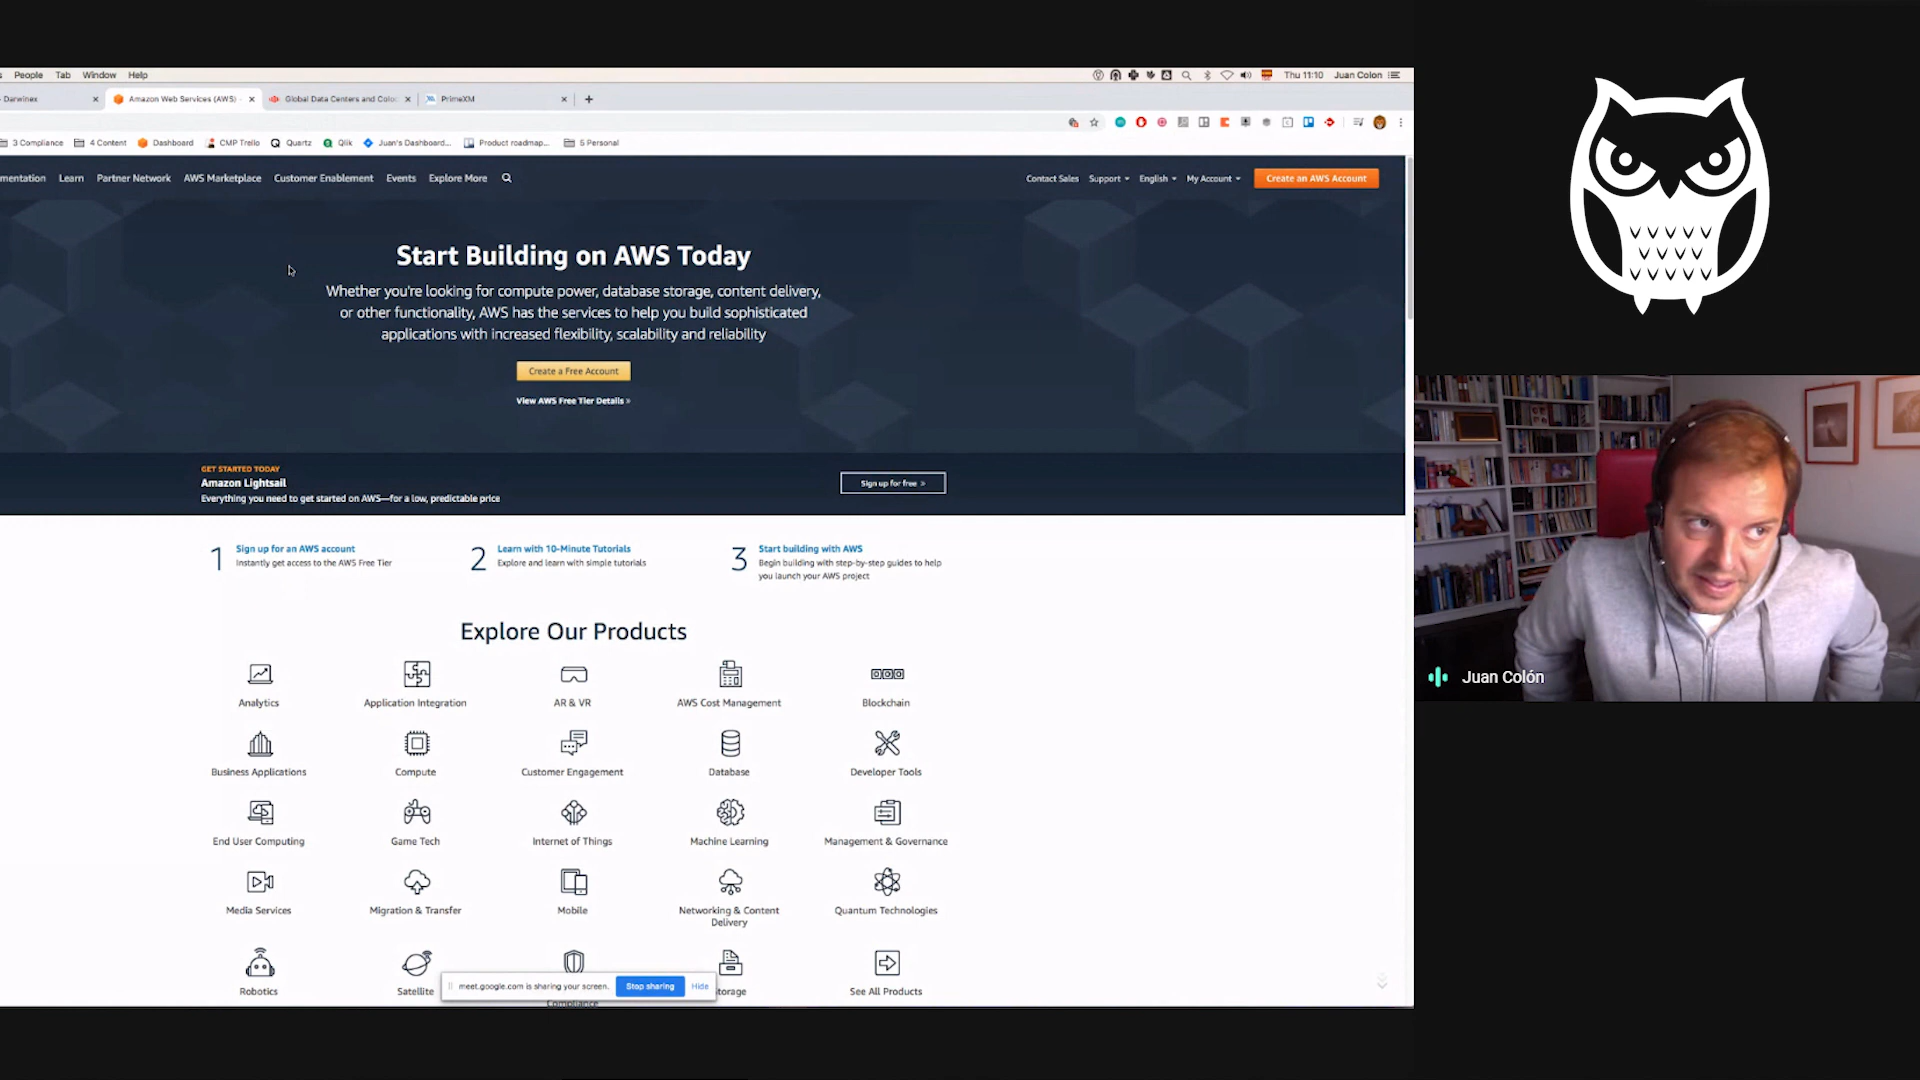 People Tab Window Help
Thu 11:10 Juan Colon
Darwinex
Amazon Web Services (AWS) -
Global Data Centers and Colo
PrimeXM
3 Compliance 4 Content Dashboard CMP Trello Quartz Qlik Juan's Dashboard... Product roadmap... 5 Personal
mentation Learn Partner Network AWS Marketplace Customer Enablement Events Explore More
Contact Sales Support English My Account Create an AWS Account
Start Building on AWS Today
Whether you're looking for compute power, database storage, content delivery,
or other functionality, AWS has the services to help you build sophisticated
applications with increased flexibility, scalability and reliability
Create a Free Account
View AWS Free Tier Details »
GET STARTED TODAY
Amazon Lightsail
Everything you need to get started on AWS—for a low, predictable price
Sign up for free »
1 Sign up for an AWS account
Instantly get access to the AWS Free Tier
2 Learn with 10-Minute Tutorials
Explore and learn with simple tutorials
3 Start building with AWS
Begin building with step-by-step guides to help
you launch your AWS project
Explore Our Products
Analytics Application Integration AR & VR AWS Cost Management Blockchain
Business Applications Compute Customer Engagement Database Developer Tools
End User Computing Game Tech Internet of Things Machine Learning Management & Governance
Media Services Migration & Transfer Mobile Networking & Content Delivery Quantum Technologies
Robotics Satellite Compliance torage See All Products
meet.google.com is sharing your screen. Stop sharing Hide
Juan Colón